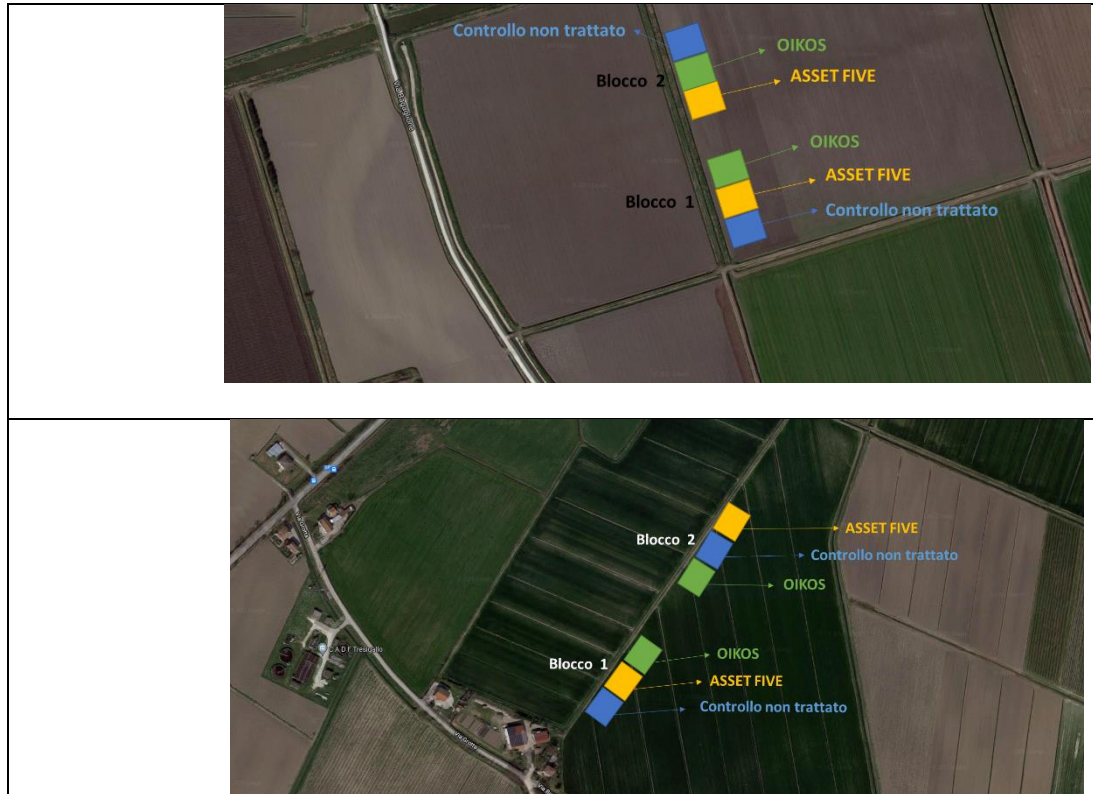 Controllo non trattato
OIKOS
Blocco 2
ASSET FIVE
OIKOS
ASSET FIVE
Blocco 1
Controllo non trattato
ASSET FIVE
Blocco 2
Controllo non trattato
OIKOS
OIKOS
Blocco 1
ASSET FIVE
Controllo non trattato
C.A.D.F. Tresigallo